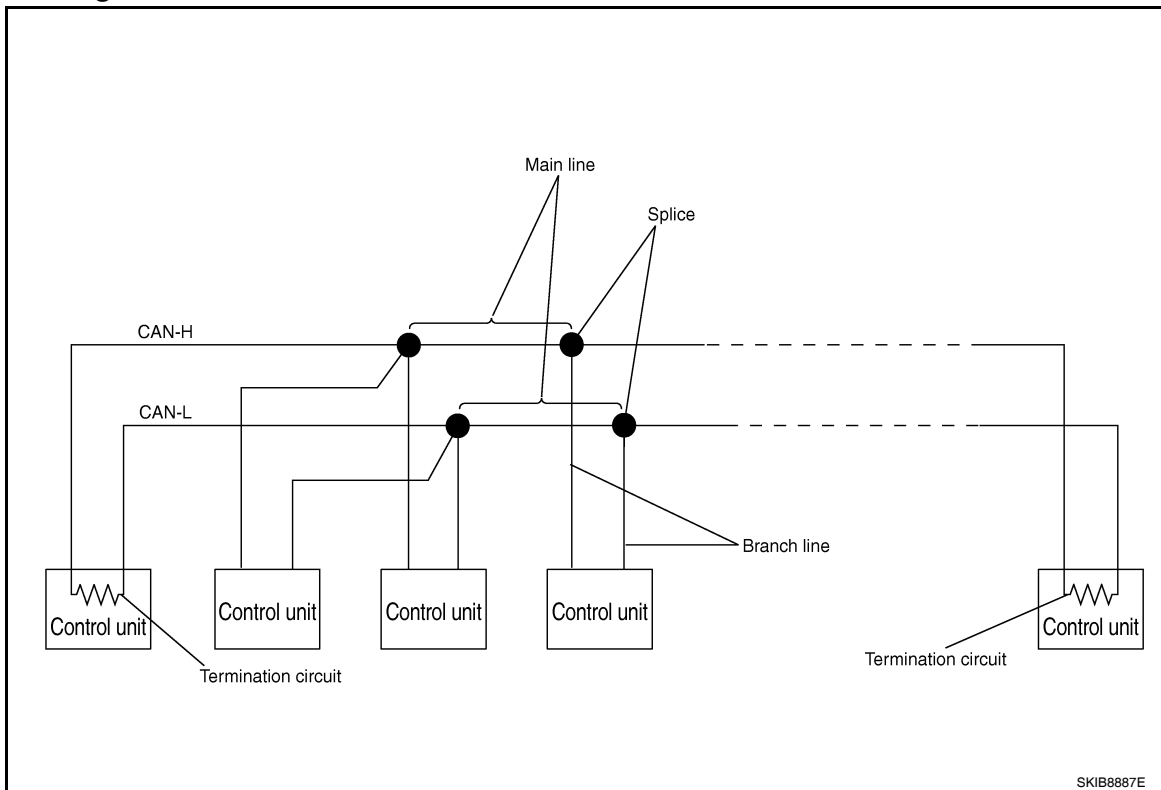 Main line
Splice
CAN-H
CAN-L
Branch line
Control unit
Control unit
Control unit
Control unit
Control unit
Termination circuit
Termination circuit
SKIB8887E